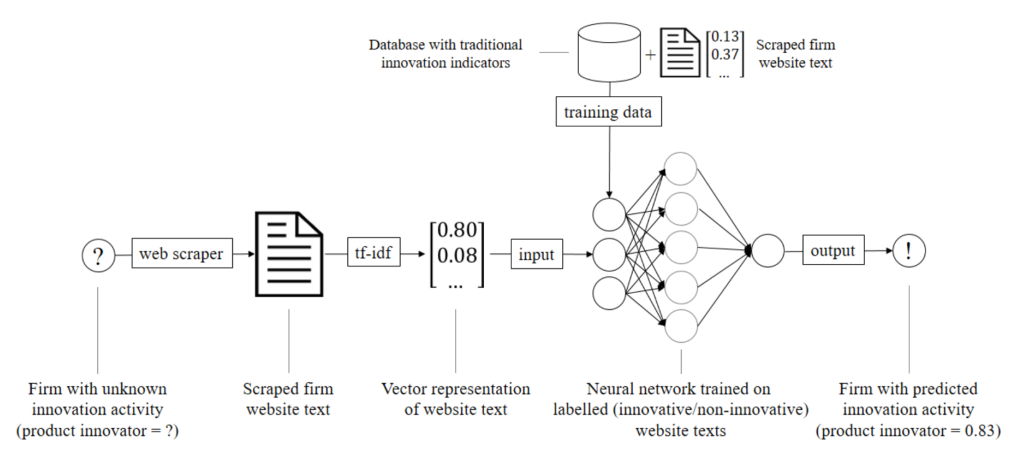 Database with traditional
innovation indicators
+
[0.13]
0.37
...
Scraped firm
website text
training data
?
web scraper
tf-idf
[0.80]
0.08
...
input
output
!
Firm with unknown
innovation activity
(product innovator = ?)
Scraped firm
website text
Vector representation
of website text
Neural network trained on
labelled (innovative/non-innovative)
website texts
Firm with predicted
innovation activity
(product innovator = 0.83)